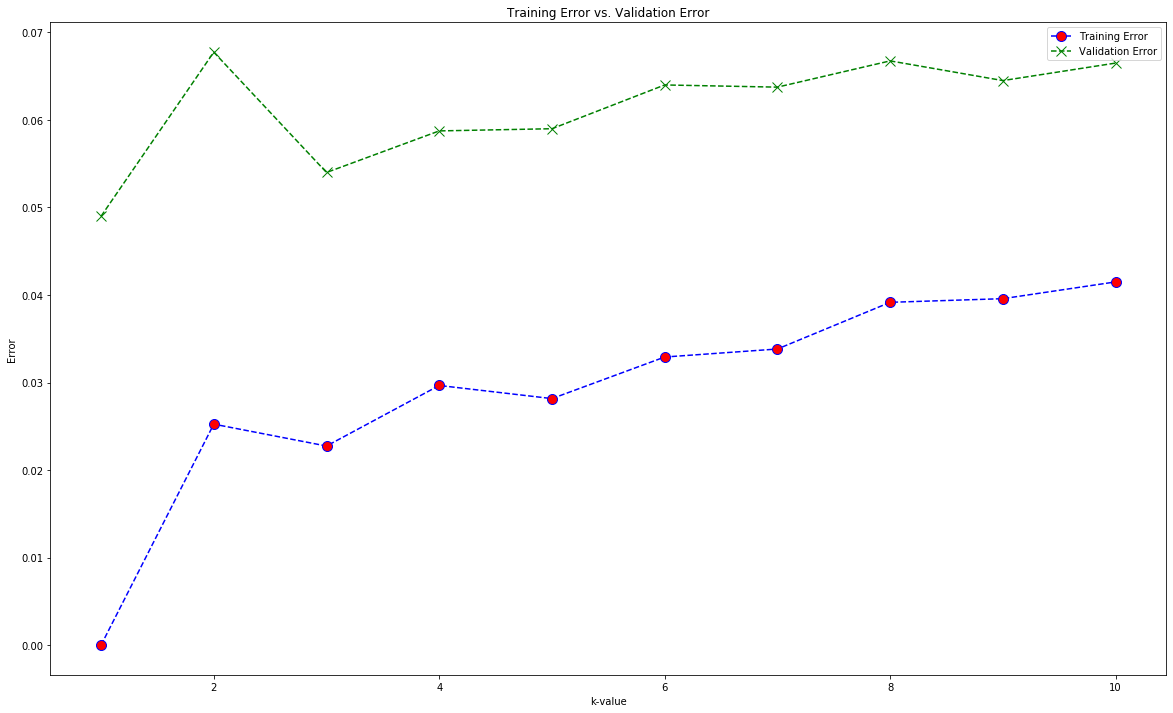 Training Error vs. Validation Error
Training Error
Validation Error
0.07
0.06
0.05
0.04
0.03
0.02
0.01
0.00
Error
2 4 6 8 10
k-value